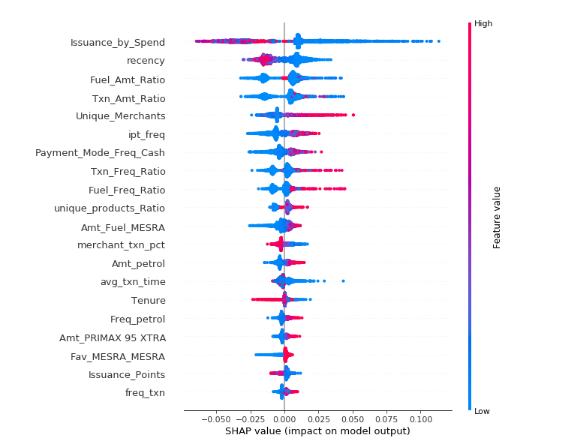 High
Issuance_by_Spend
recency
Fuel_Amt_Ratio
Txn_Amt_Ratio
Unique_Merchants
ipt_freq
Payment_Mode_Freq_Cash
Txn_Freq_Ratio
Fuel_Freq_Ratio
unique_products_Ratio
Amt_Fuel_MESRA
merchant_txn_pct
Amt_petrol
avg_txn_time
Tenure
Freq_petrol
Amt_PRIMAX 95 XTRA
Fav_MESRA_MESRA
Issuance_Points
freq_txn
Feature value
Low
−0.050 −0.025 0.000 0.025 0.050 0.075 0.100
SHAP value (impact on model output)